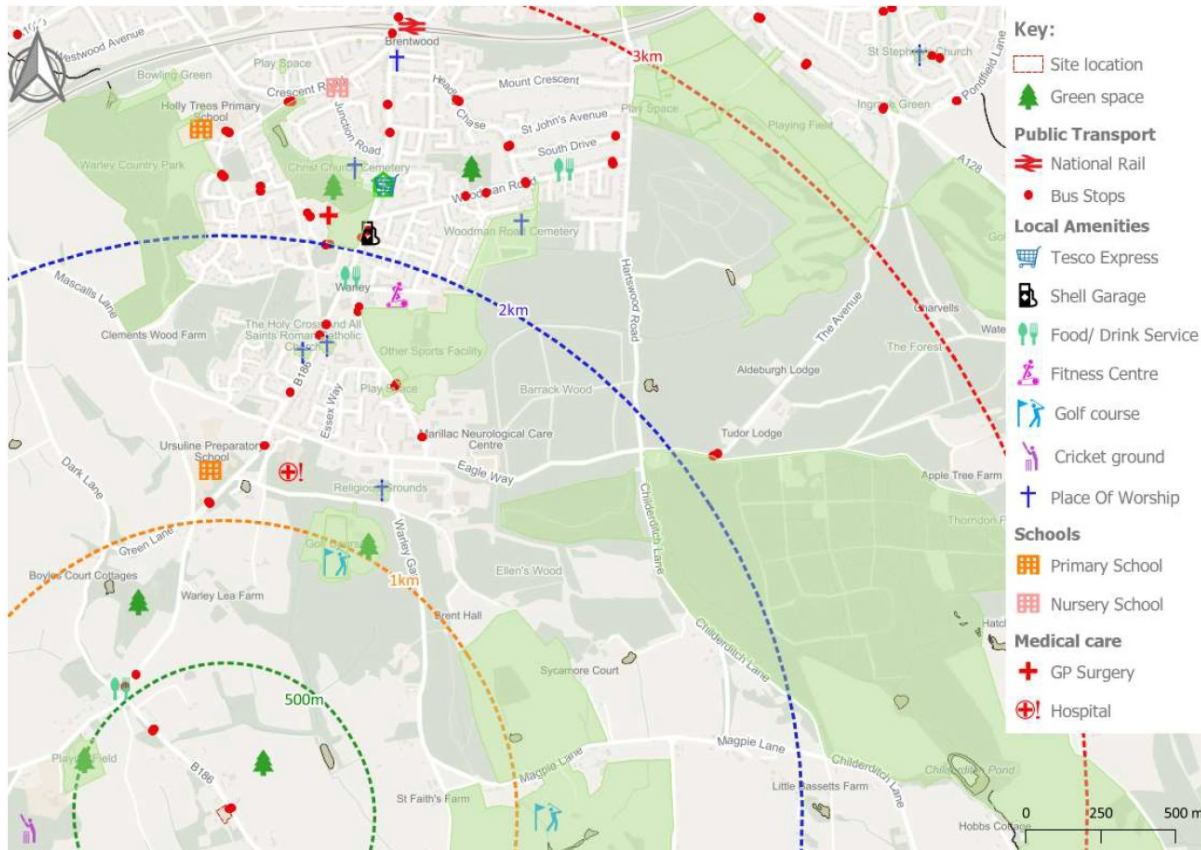 Westwood Avenue
Brentwood
Bowling Green
Play Space
Crescent
Mount Crescent
Holly Trees Primary
School
Junction Road
Chase
St John's Avenue
South Drive
Play Space
Playing Field
3km
St Stephen's Church
Ingrave Green
Pondfield Lane
A128
Warley Country Park
Christ Church Cemetery
Woodman Road
Woodman Road Cemetery
Mascalls Lane
Warley
2km
Hartswood Road
The Avenue
Charvells
Clements Wood Farm
The Holy Cross and All
Saints Roman Catholic
Church
Other Sports Facility
The Forest
B186
Play Space
Barrack Wood
Aldeburgh Lodge
Essex Way
Ursuline Preparatory
School
Marillac Neurological Care
Centre
Tudor Lodge
Dark Lane
Eagle Way
Apple Tree Farm
Religious Grounds
Childerditch Lane
Green Lane
Boyles Court Cottages
Ellen's Wood
1km
Warley Lea Farm
Brent Hall
Sycamore Court
Childerditch Lane
500m
B186
Magpie Lane
Magpie Lane
Childerditch Lane
Childerditch Pond
St Faith's Farm
Little Bassetts Farm
Hobbs Cottage
Key:
Site location
Green space
Public Transport
National Rail
Bus Stops
Local Amenities
Tesco Express
Shell Garage
Food/ Drink Service
Fitness Centre
Golf course
Cricket ground
Place Of Worship
Schools
Primary School
Nursery School
Medical care
GP Surgery
Hospital
0 250 500 m